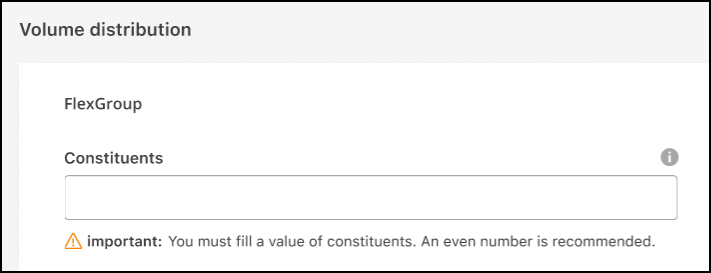 Volume distribution
FlexGroup
Constituents
important: You must fill a value of constituents. An even number is recommended.